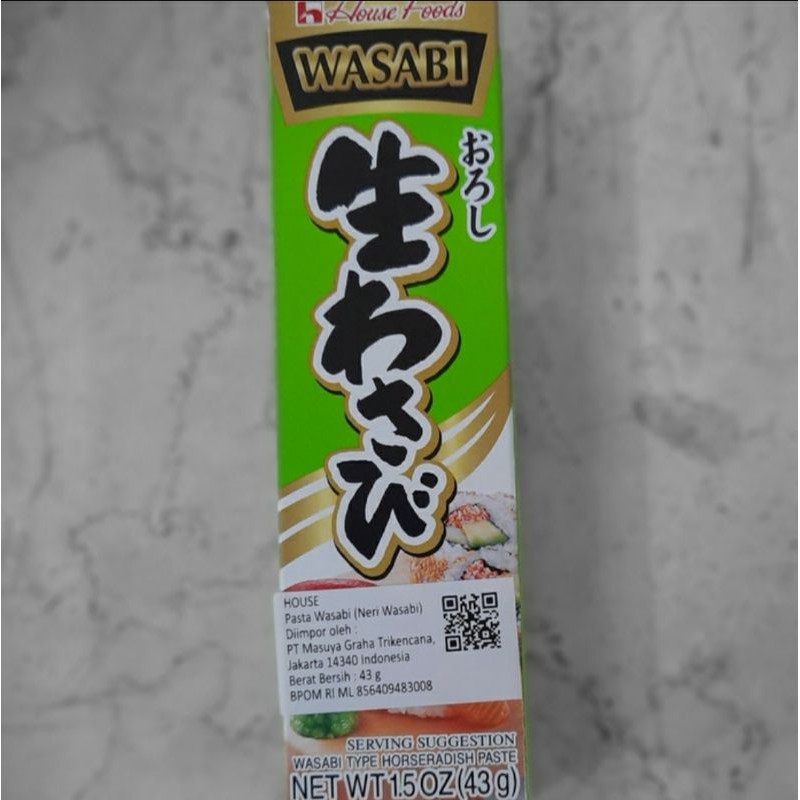 House Foods
WASABI
おろし
生わさび
HOUSE
Pasta Wasabi (Neri Wasabi)
Diimpor oleh :
PT Masuya Graha Trikencana,
Jakarta 14340 Indonesia
Berat Bersih : 43 g
BPOM RI ML 856409483008
SERVING SUGGESTION
WASABI TYPE HORSERADISH PASTE
NET WT 1.5 OZ (43 g)